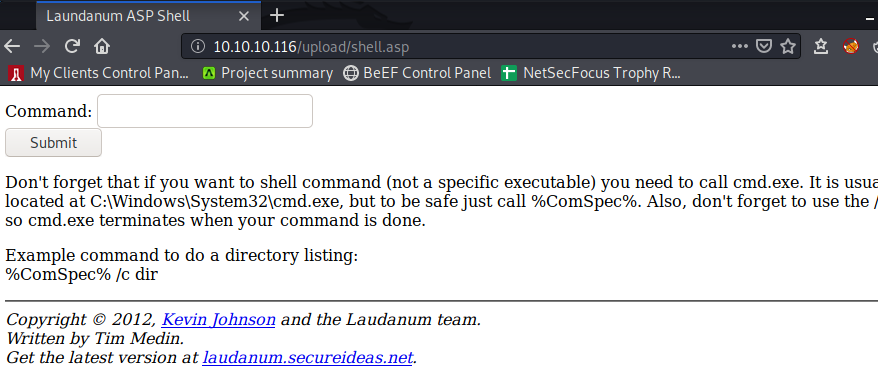 Laundanum ASP Shell
10.10.10.116/upload/shell.asp
My Clients Control Pan... Project summary BeEF Control Panel NetSecFocus Trophy R...
Command:
Submit
Don't forget that if you want to shell command (not a specific executable) you need to call cmd.exe. It is usua
located at C:\Windows\System32\cmd.exe, but to be safe just call %ComSpec%. Also, don't forget to use the /
so cmd.exe terminates when your command is done.
Example command to do a directory listing:
%ComSpec% /c dir
Copyright © 2012, Kevin Johnson and the Laudanum team.
Written by Tim Medin.
Get the latest version at laudanum.secureideas.net.